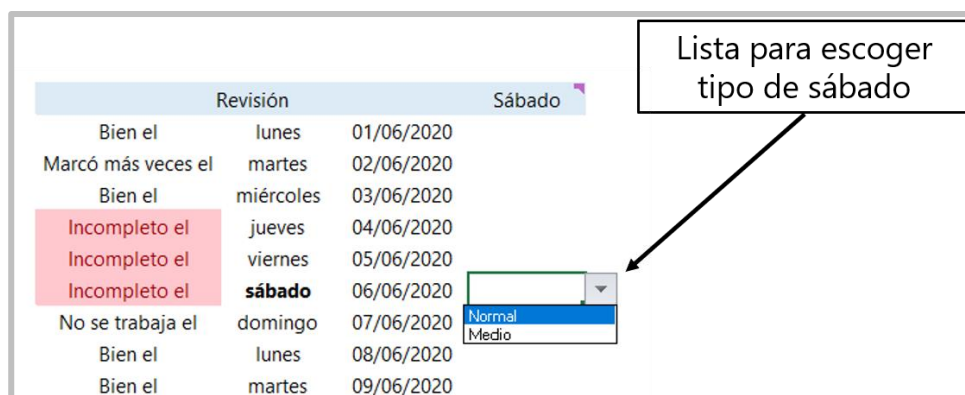 Lista para escoger
tipo de sábado
Revisión Sábado
Bien el lunes 01/06/2020
Marcó más veces el martes 02/06/2020
Bien el miércoles 03/06/2020
Incompleto el jueves 04/06/2020
Incompleto el viernes 05/06/2020
Incompleto el sábado 06/06/2020
No se trabaja el domingo 07/06/2020 Normal
Medio
Bien el lunes 08/06/2020
Bien el martes 09/06/2020